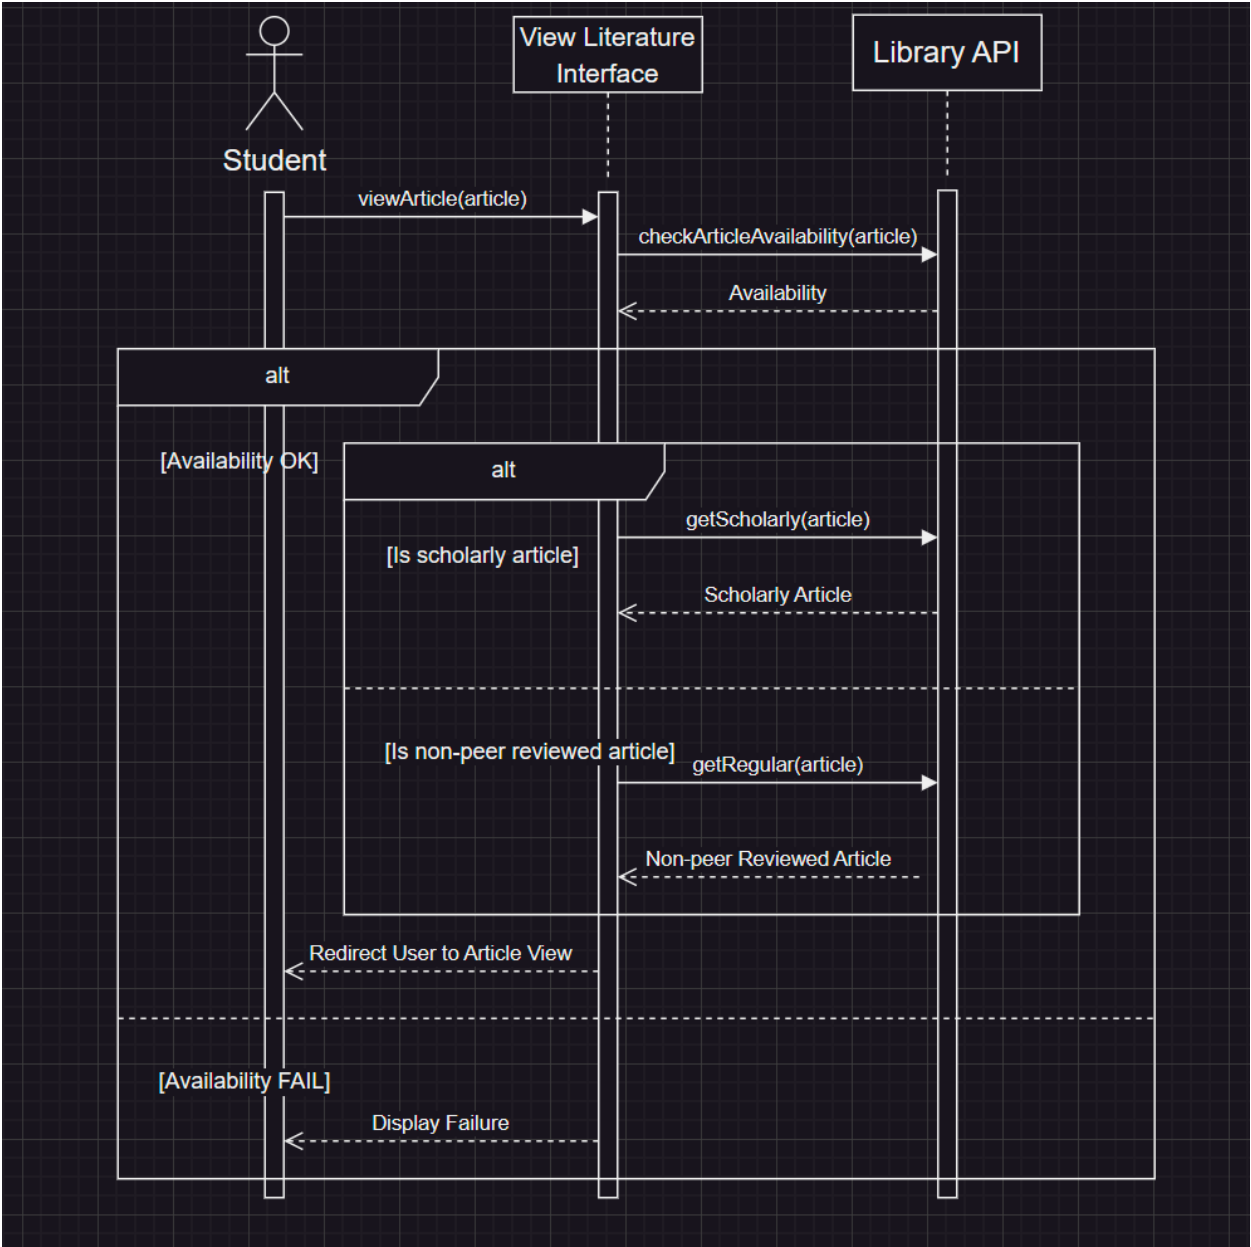 View Literature
Interface
Library API
Student
viewArticle(article)
checkArticleAvailability(article)
Availability
alt
[Availability OK]
alt
getScholarly(article)
[Is scholarly article]
Scholarly Article
[Is non-peer reviewed article]
getRegular(article)
Non-peer Reviewed Article
Redirect User to Article View
[Availability FAIL]
Display Failure